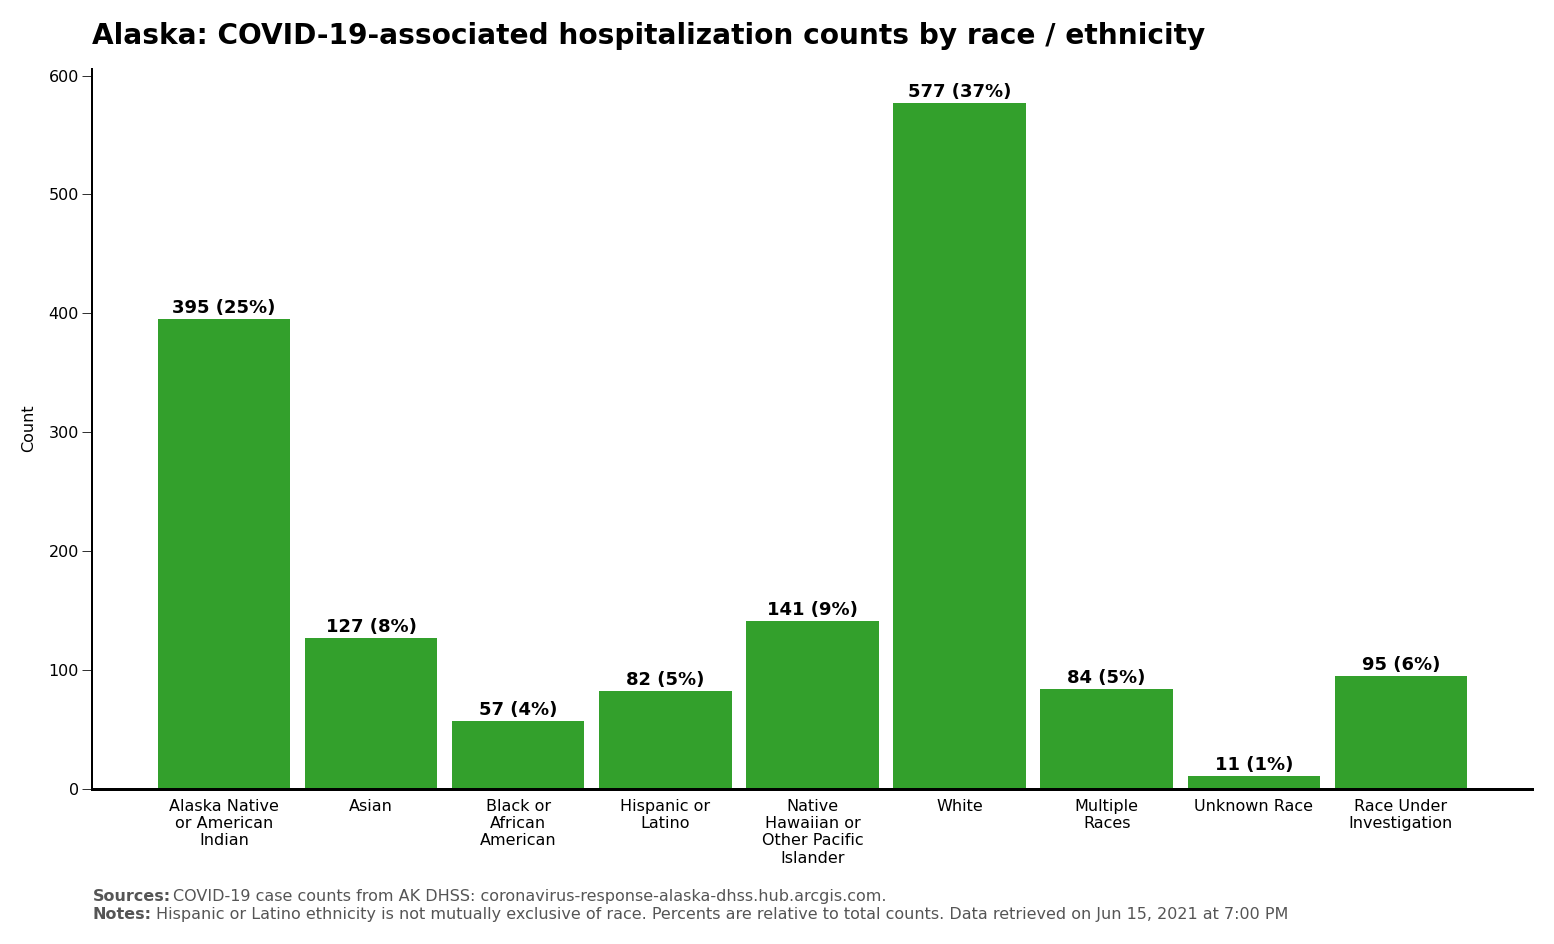 Alaska: COVID-19-associated hospitalization counts by race / ethnicity
600
500
400
300
200
100
0
Count
395 (25%)
127 (8%)
57 (4%)
82 (5%)
141 (9%)
577 (37%)
84 (5%)
11 (1%)
95 (6%)
Alaska Native
or American
Indian
Asian
Black or
African
American
Hispanic or
Latino
Native
Hawaiian or
Other Pacific
Islander
White
Multiple
Races
Unknown Race
Race Under
Investigation
Sources: COVID-19 case counts from AK DHSS: coronavirus-response-alaska-dhss.hub.arcgis.com.
Notes: Hispanic or Latino ethnicity is not mutually exclusive of race. Percents are relative to total counts. Data retrieved on Jun 15, 2021 at 7:00 PM